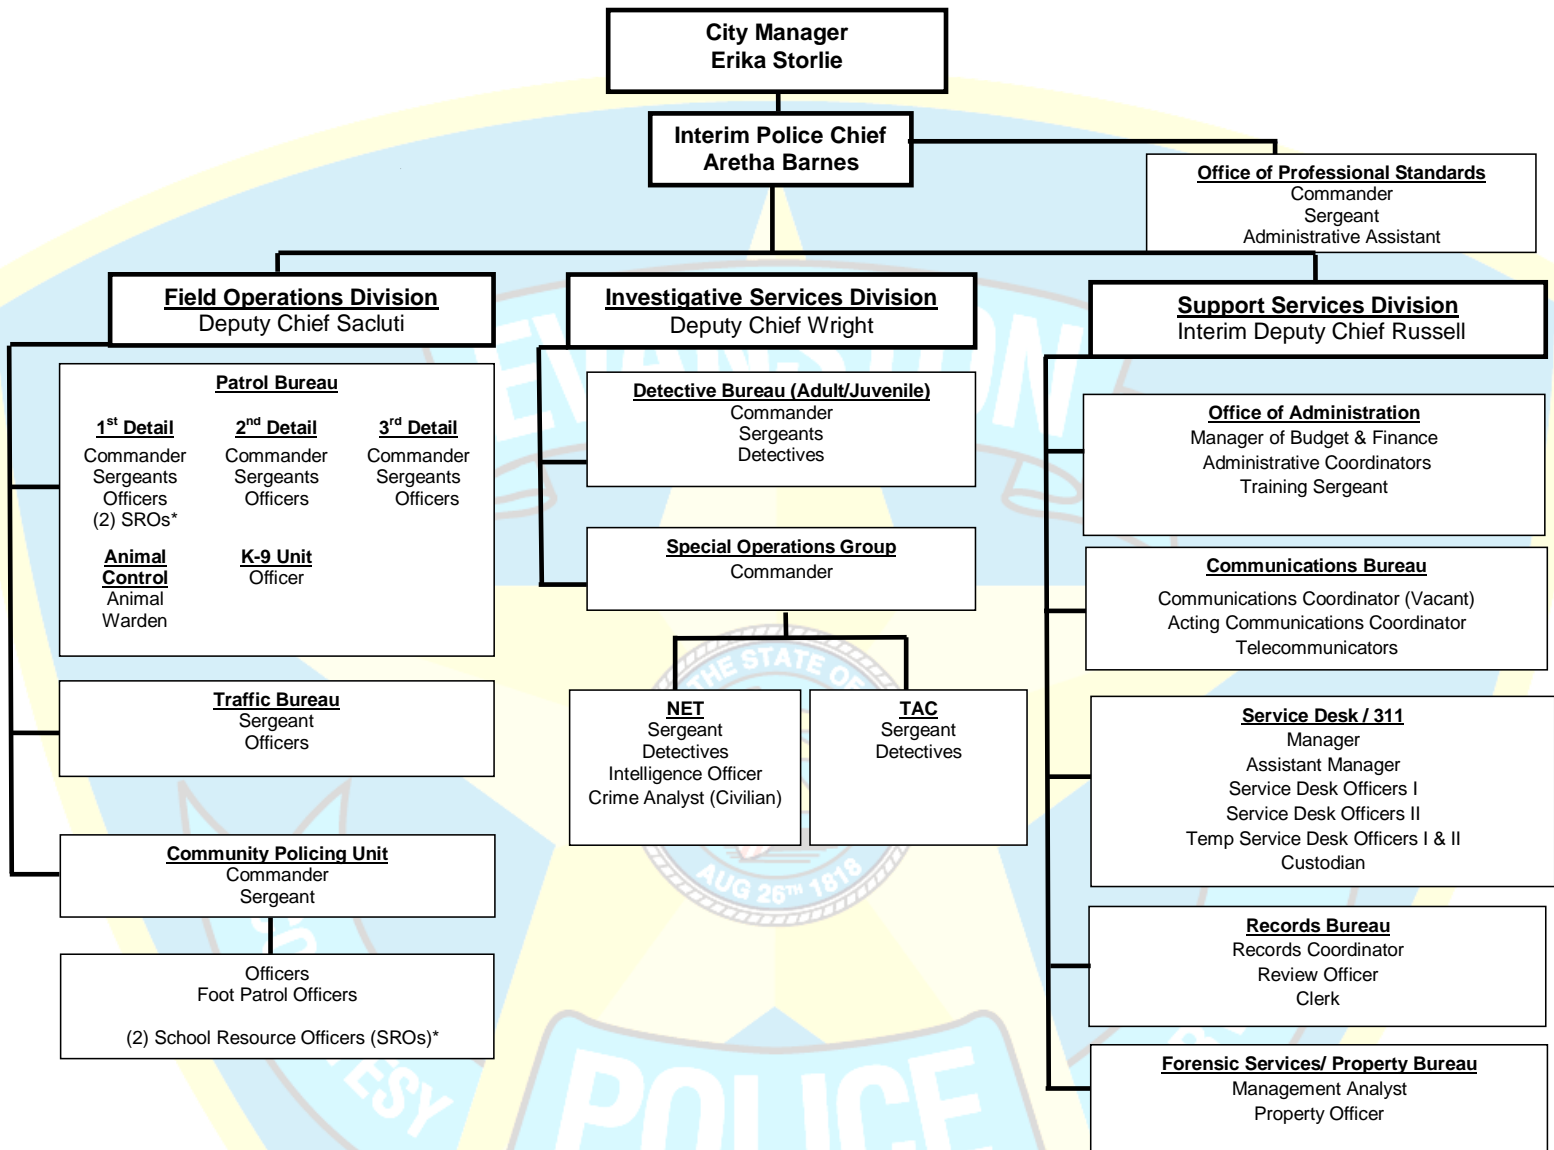 City Manager
Erika Storlie
Interim Police Chief
Aretha Barnes
Office of Professional Standards
Commander
Sergeant
Administrative Assistant
Field Operations Division
Deputy Chief Sacluti
Investigative Services Division
Deputy Chief Wright
Support Services Division
Interim Deputy Chief Russell
Patrol Bureau
1st Detail
Commander
Sergeants
Officers
(2) SROs*
2nd Detail
Commander
Sergeants
Officers
3rd Detail
Commander
Sergeants
Officers
Animal
Control
Animal
Warden
K-9 Unit
Officer
Traffic Bureau
Sergeant
Officers
Community Policing Unit
Commander
Sergeant
Officers
Foot Patrol Officers
(2) School Resource Officers (SROs)*
Detective Bureau (Adult/Juvenile)
Commander
Sergeants
Detectives
Special Operations Group
Commander
NET
Sergeant
Detectives
Intelligence Officer
Crime Analyst (Civilian)
TAC
Sergeant
Detectives
Office of Administration
Manager of Budget & Finance
Administrative Coordinators
Training Sergeant
Communications Bureau
Communications Coordinator (Vacant)
Acting Communications Coordinator
Telecommunicators
Service Desk / 311
Manager
Assistant Manager
Service Desk Officers I
Service Desk Officers II
Temp Service Desk Officers I & II
Custodian
Records Bureau
Records Coordinator
Review Officer
Clerk
Forensic Services/ Property Bureau
Management Analyst
Property Officer
EVANSTON
THE STATE OF
AUG 26TH 1818
POLICE